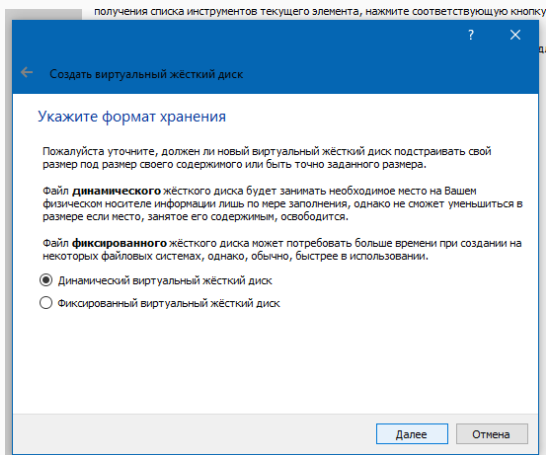 получения списка инструментов текущего элемента, нажмите соответствующую кнопку
?
Создать виртуальный жёсткий диск
Укажите формат хранения
Пожалуйста уточните, должен ли новый виртуальный жёсткий диск подстраивать свой
размер под размер своего содержимого или быть точно заданного размера.
Файл динамического жёсткого диска будет занимать необходимое место на Вашем
физическом носителе информации лишь по мере заполнения, однако не сможет уменьшиться в
размере если место, занятое его содержимым, освободится.
Файл фиксированного жёсткого диска может потребовать больше времени при создании на
некоторых файловых системах, однако, обычно, быстрее в использовании.
Динамический виртуальный жёсткий диск
Фиксированный виртуальный жёсткий диск
Далее
Отмена